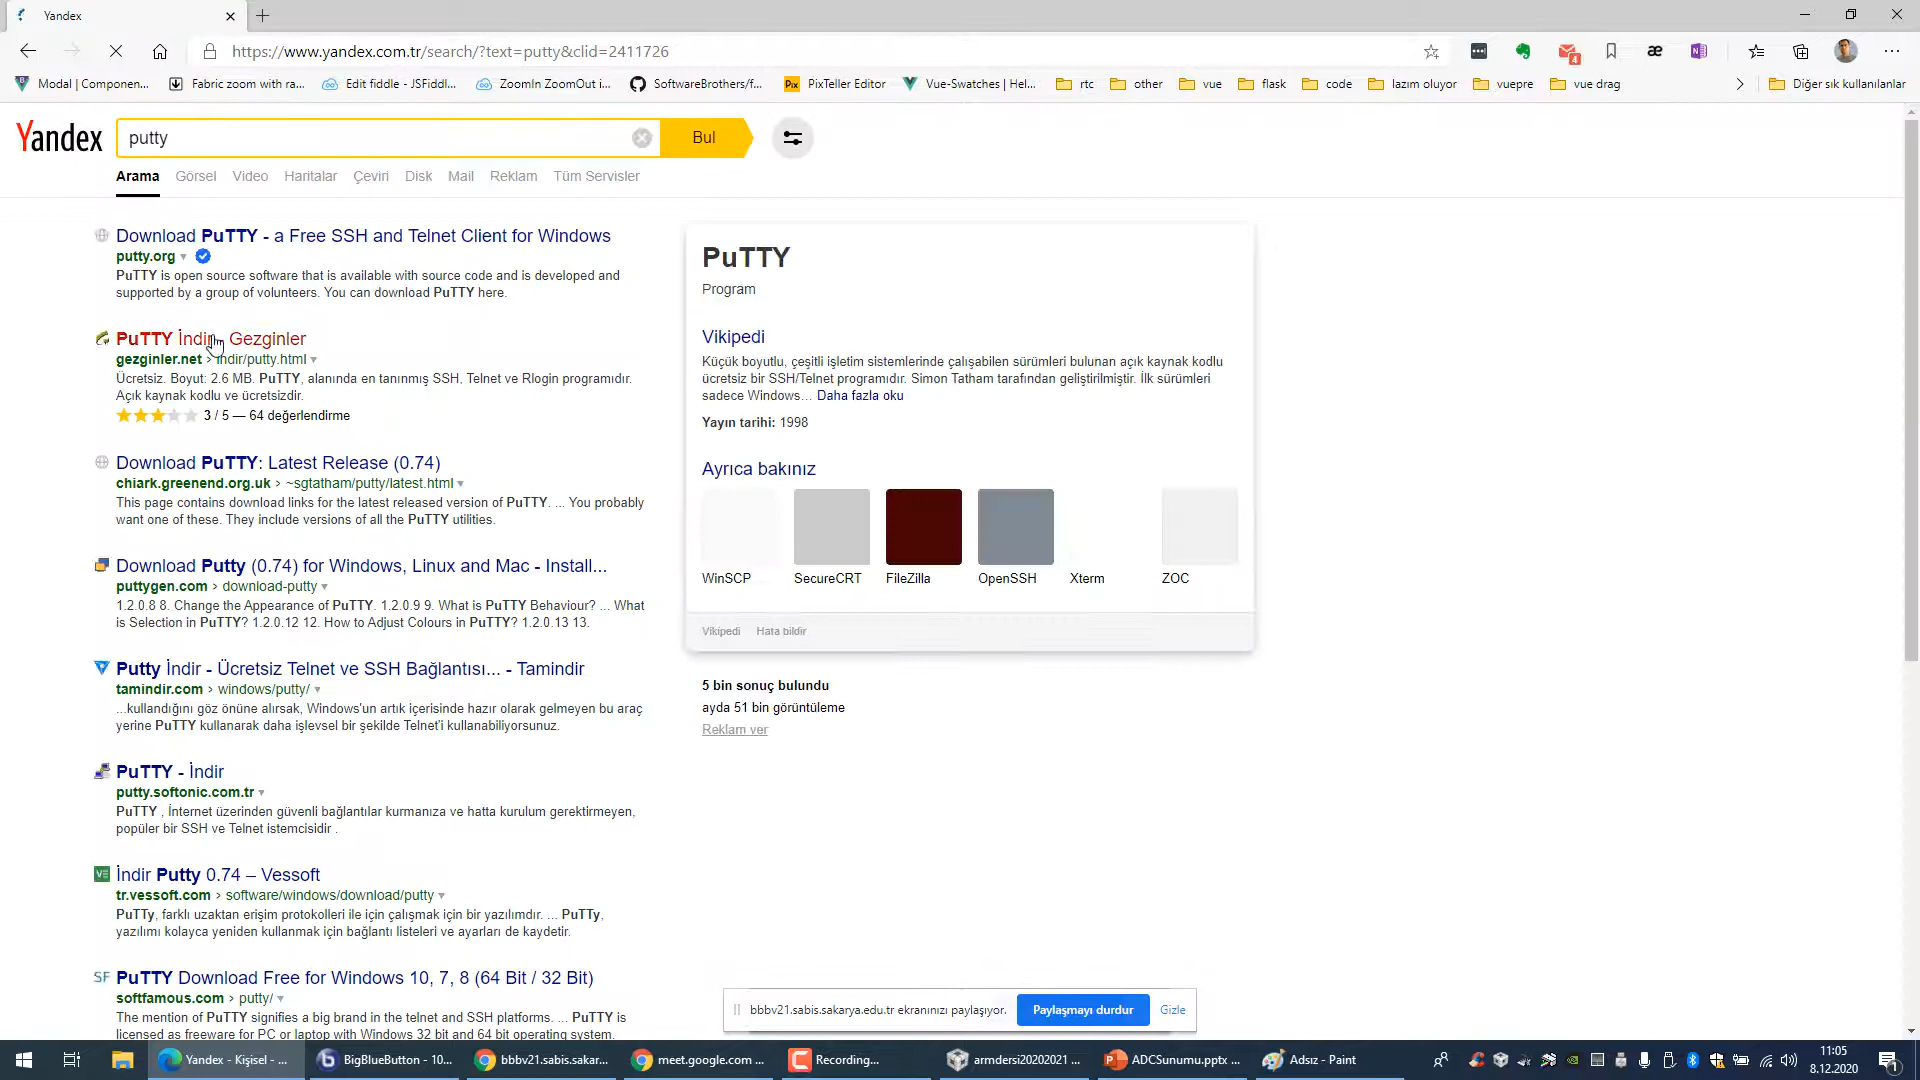 Yandex
https://www.yandex.com.tr/search/?text=putty&clid=2411726
4
Modal | Componen...
Fabric zoom with ra...
Edit fiddle - JSFiddl...
ZoomIn ZoomOut i...
SoftwareBrothers/f...
Pix
PixTeller Editor
Vue-Swatches | Hel...
rtc
other
vue
flask
code
lazım oluyor
vuepre
vue drag
Diğer sık kullanılanlar
Yandex
putty
Bul
Arama
Görsel
Video
Haritalar
Çeviri
Disk
Mail
Reklam
Tüm Servisler
Download PuTTY - a Free SSH and Telnet Client for Windows
putty.org
PuTTY is open source software that is available with source code and is developed and
supported by a group of volunteers. You can download PuTTY here.
PuTTY İndir - Gezginler
gezginler.net › indir/putty.html
Ücretsiz. Boyut: 2.6 MB. PuTTY, alanında en tanınmış SSH, Telnet ve Rlogin programıdır.
Açık kaynak kodlu ve ücretsizdir.
3 / 5 — 64 değerlendirme
Download PuTTY: Latest Release (0.74)
chiark.greenend.org.uk › ~sgtatham/putty/latest.html
This page contains download links for the latest released version of PuTTY. ... You probably
want one of these. They include versions of all the PuTTY utilities.
Download Putty (0.74) for Windows, Linux and Mac - Install...
puttygen.com › download-putty
1.2.0.8 8. Change the Appearance of PuTTY. 1.2.0.9 9. What is PuTTY Behaviour? ... What
is Selection in PuTTY? 1.2.0.12 12. How to Adjust Colours in PuTTY? 1.2.0.13 13.
Putty İndir - Ücretsiz Telnet ve SSH Bağlantısı... - Tamindir
tamindir.com › windows/putty/
...kullandığını göz önüne alırsak, Windows'un artık içerisinde hazır olarak gelmeyen bu araç
yerine PuTTY kullanarak daha işlevsel bir şekilde Telnet'i kullanabiliyorsunuz.
PuTTY - İndir
putty.softonic.com.tr
PuTTY , İnternet üzerinden güvenli bağlantılar kurmanıza ve hatta kurulum gerektirmeyen,
popüler bir SSH ve Telnet istemcisidir .
İndir Putty 0.74 – Vessoft
tr.vessoft.com › software/windows/download/putty
PuTTy, farklı uzaktan erişim protokolleri ile için çalışmak için bir yazılımdır. ... PuTTy,
yazılımı kolayca yeniden kullanmak için bağlantı listeleri ve ayarları de kaydetir.
SF PuTTY Download Free for Windows 10, 7, 8 (64 Bit / 32 Bit)
softfamous.com › putty/
The mention of PuTTY signifies a big brand in the telnet and SSH platforms. ... PuTTY is
licensed as freeware for PC or laptop with Windows 32 bit and 64 bit operating system.
PuTTY
Program
Vikipedi
Küçük boyutlu, çeşitli işletim sistemlerinde çalışabilen sürümleri bulunan açık kaynak kodlu
ücretsiz bir SSH/Telnet programıdır. Simon Tatham tarafından geliştirilmiştir. İlk sürümleri
sadece Windows... Daha fazla oku
Yayın tarihi: 1998
Ayrıca bakınız
WinSCP
SecureCRT
FileZilla
OpenSSH
Xterm
ZOC
Vikipedi
Hata bildir
5 bin sonuç bulundu
ayda 51 bin görüntüleme
Reklam ver
bbbv21.sabis.sakarya.edu.tr ekranınızı paylaşıyor.
Paylaşmayı durdur
Gizle
Yandex - Kişisel - ...
BigBlueButton - 10...
bbbv21.sabis.sakar...
meet.google.com ...
Recording...
armdersi20202021 ...
ADCSunumu.pptx ...
Adsız - Paint
11:05
8.12.2020
1